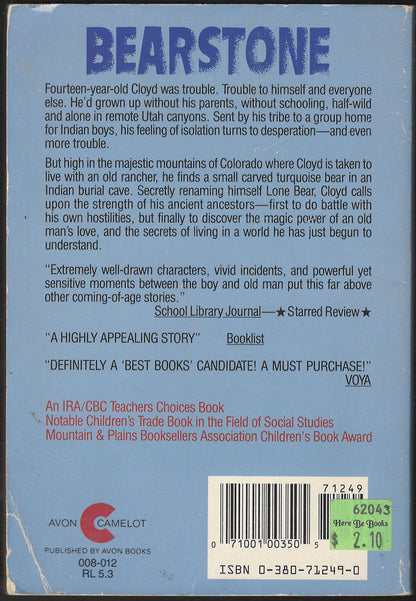 BEARSTONE
Fourteen-year-old Cloyd was trouble. Trouble to himself and everyone
else. He'd grown up without his parents, without schooling, half-wild
and alone in remote Utah canyons. Sent by his tribe to a group home
for Indian boys, his feeling of isolation turns to desperation—and even
more trouble.
But high in the majestic mountains of Colorado where Cloyd is taken to
live with an old rancher, he finds a small carved turquoise bear in an
Indian burial cave. Secretly renaming himself Lone Bear, Cloyd calls
upon the strength of his ancient ancestors—first to do battle with
his own hostilities, but finally to discover the magic power of an old
man's love, and the secrets of living in a world he has just begun to
understand.
"Extremely well-drawn characters, vivid incidents, and powerful yet
sensitive moments between the boy and old man put this far above
other coming-of-age stories."
School Library Journal—★Starred Review★
"A HIGHLY APPEALING STORY" Booklist
"DEFINITELY A 'BEST BOOKS' CANDIDATE! A MUST PURCHASE!"
VOYA
An IRA/CBC Teachers Choices Book
Notable Children's Trade Book in the Field of Social Studies
Mountain & Plains Booksellers Association Children's Book Award
AVON CAMELOT
PUBLISHED BY AVON BOOKS
008-012
RL 5.3
71249
0 71001 00350 5
ISBN 0-380-71249-0
62043
Here Be Books
$ 2.10